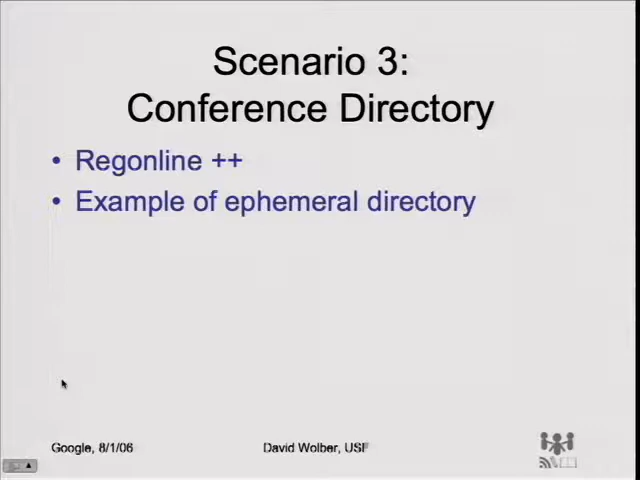 Scenario 3:
Conference Directory
• Regonline ++
• Example of ephemeral directory
Google, 8/1/06
David Wolber, USF